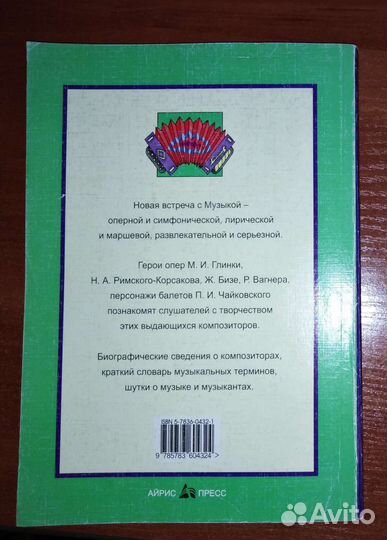 Новая встреча с Музыкой –
оперной и симфонической, лирической
и маршевой, развлекательной и серьезной.
Герои опер М. И. Глинки,
Н. А. Римского-Корсакова, Ж. Бизе, Р. Вагнера,
персонажи балетов П. И. Чайковского
познакомят слушателей с творчеством
этих выдающихся композиторов.
Биографические сведения о композиторах,
краткий словарь музыкальных терминов,
шутки о музыке и музыкантах.
ISBN 5-7836-0432-1
9 785783 604324 >
АЙРИС ПРЕСС
Avito